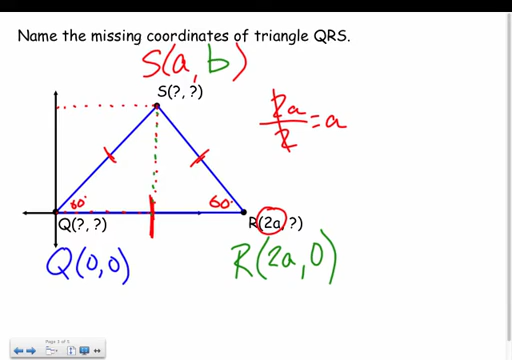 Name the missing coordinates of triangle QRS.
S(a, b)
S(?, ?)
2a/2 = a
60°
60°
Q(?, ?)
R(2a, ?)
Q(0,0)
R(2a, 0)